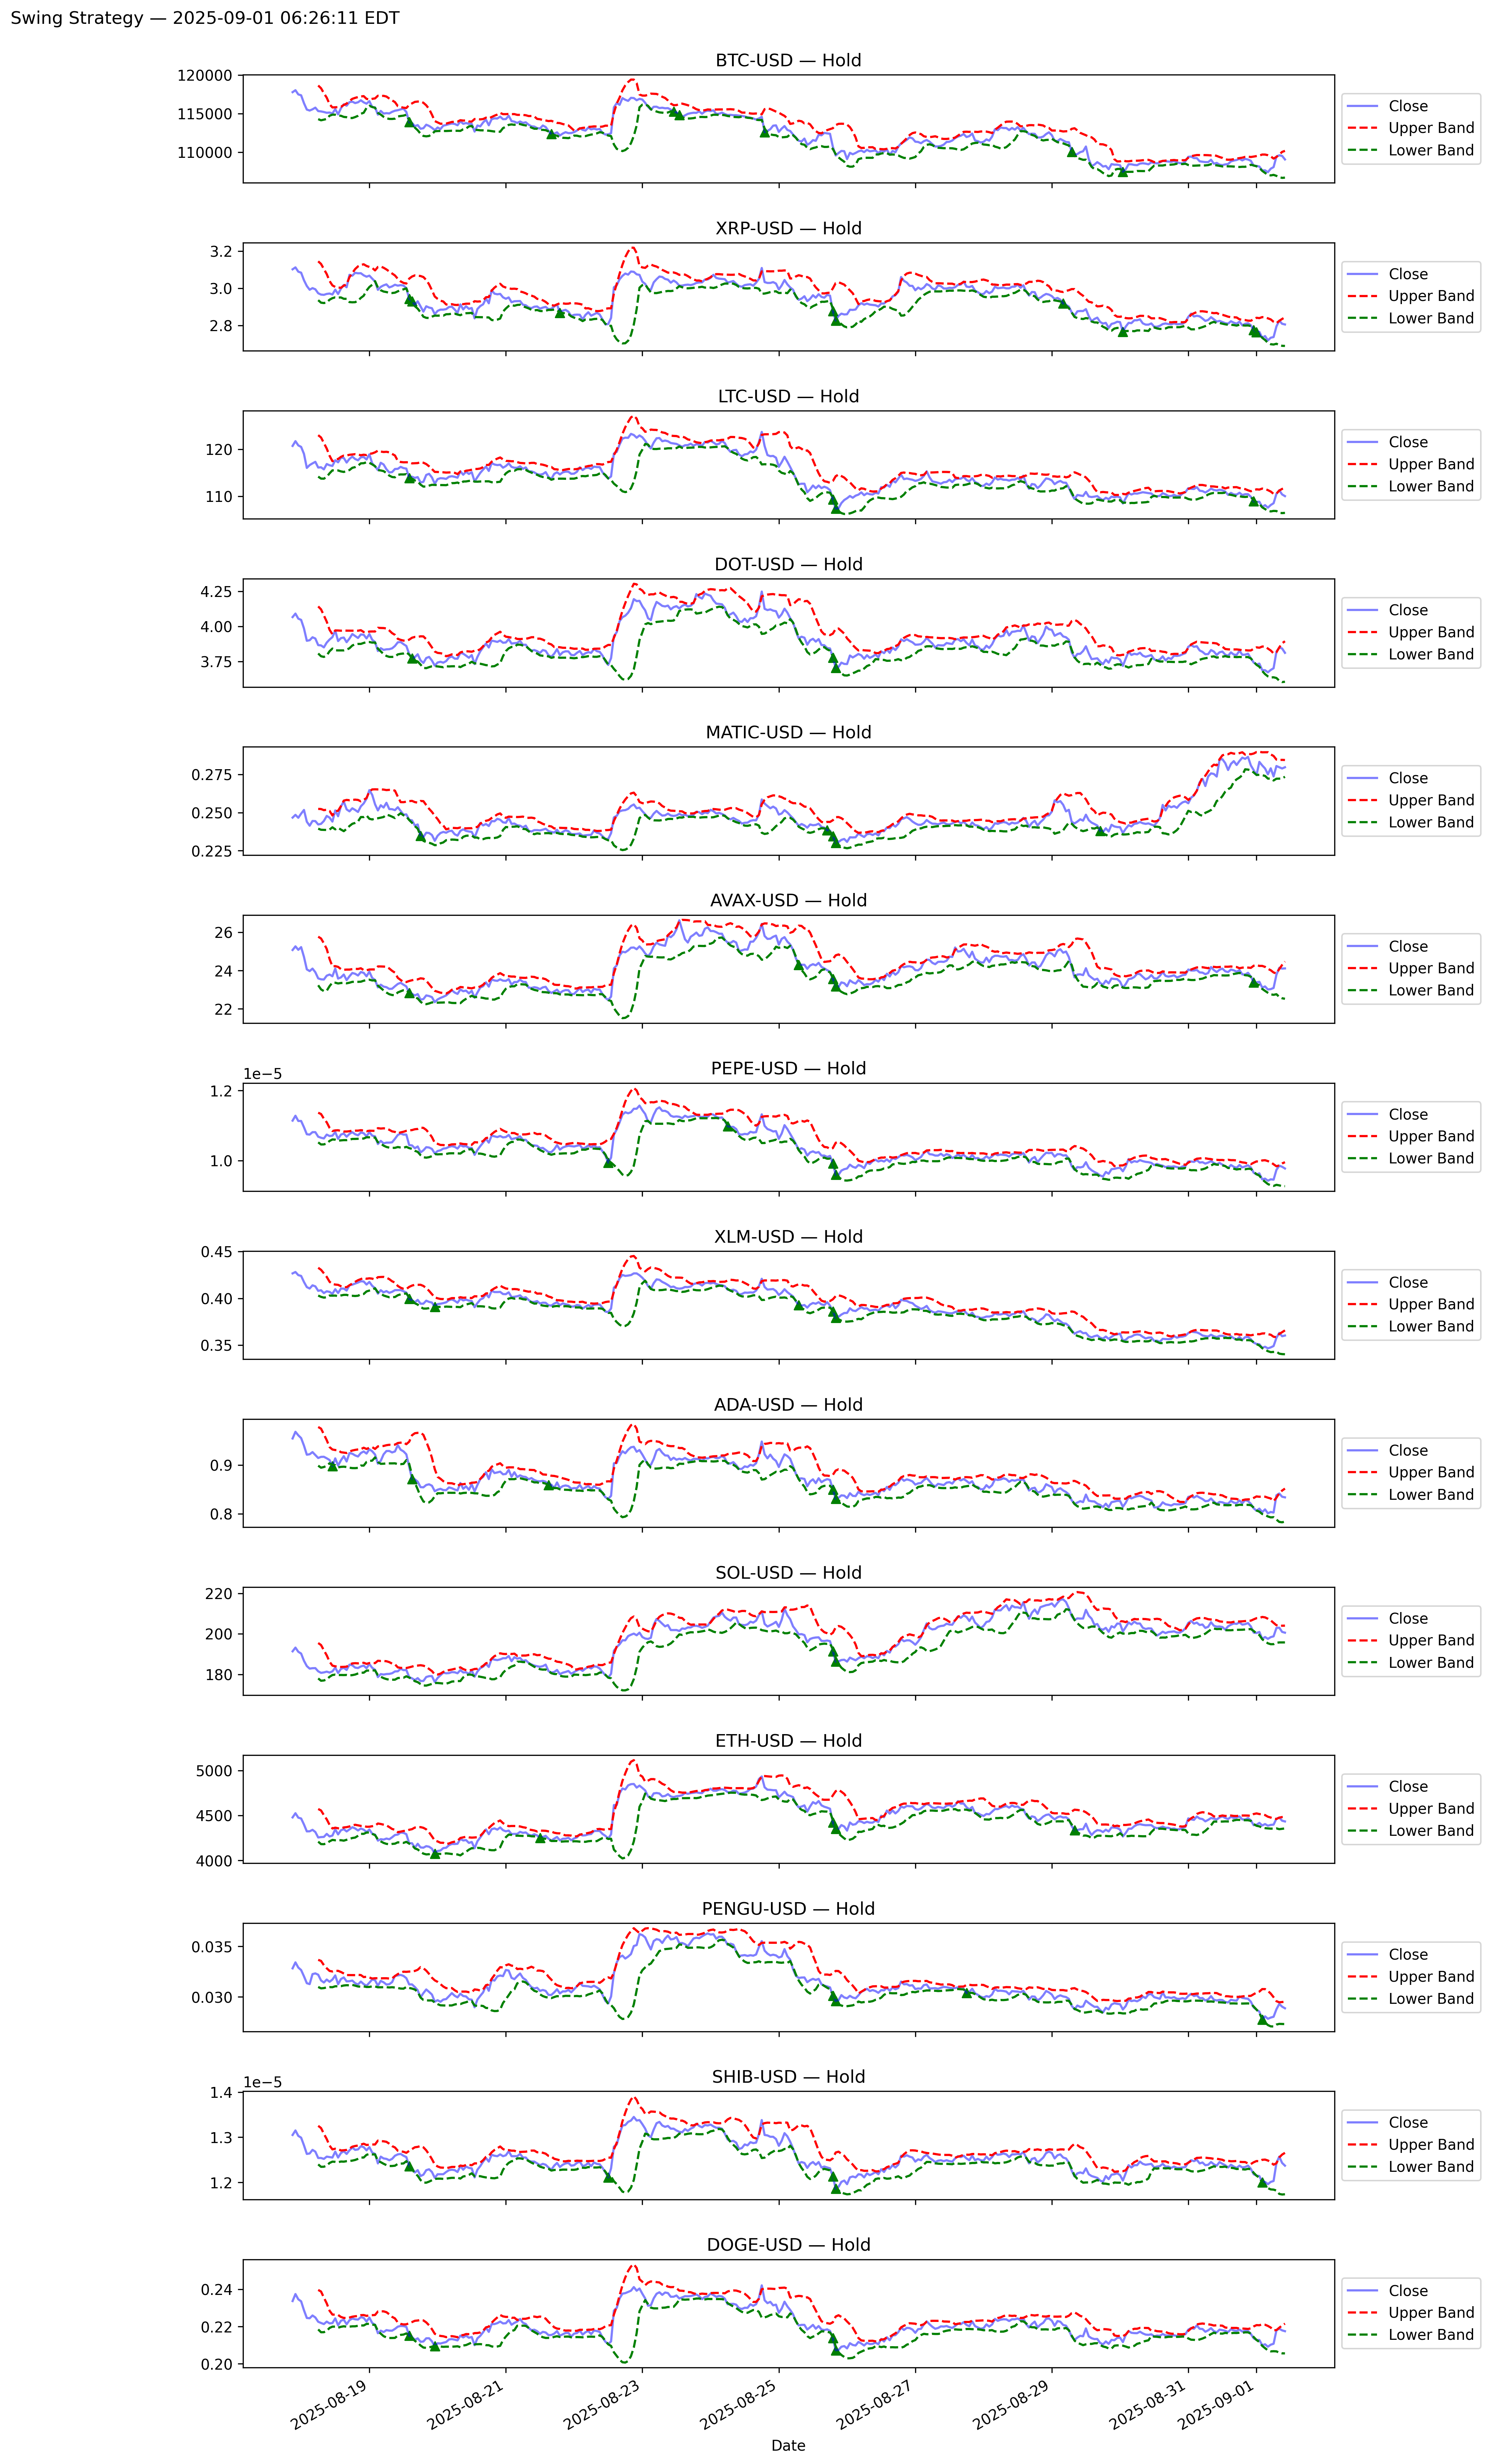 Swing Strategy — 2025-09-01 06:26:11 EDT
BTC-USD — Hold
120000
115000
110000
Close
Upper Band
Lower Band
XRP-USD — Hold
3.2
3.0
2.8
Close
Upper Band
Lower Band
LTC-USD — Hold
120
110
Close
Upper Band
Lower Band
DOT-USD — Hold
4.25
4.00
3.75
Close
Upper Band
Lower Band
MATIC-USD — Hold
0.275
0.250
0.225
Close
Upper Band
Lower Band
AVAX-USD — Hold
26
24
22
Close
Upper Band
Lower Band
PEPE-USD — Hold
1e−5
1.2
1.0
Close
Upper Band
Lower Band
XLM-USD — Hold
0.45
0.40
0.35
Close
Upper Band
Lower Band
ADA-USD — Hold
0.9
0.8
Close
Upper Band
Lower Band
SOL-USD — Hold
220
200
180
Close
Upper Band
Lower Band
ETH-USD — Hold
5000
4500
4000
Close
Upper Band
Lower Band
PENGU-USD — Hold
0.035
0.030
Close
Upper Band
Lower Band
SHIB-USD — Hold
1e−5
1.4
1.3
1.2
Close
Upper Band
Lower Band
DOGE-USD — Hold
0.24
0.22
0.20
Close
Upper Band
Lower Band
2025-08-19
2025-08-21
2025-08-23
2025-08-25
2025-08-27
2025-08-29
2025-08-31
2025-09-01
Date